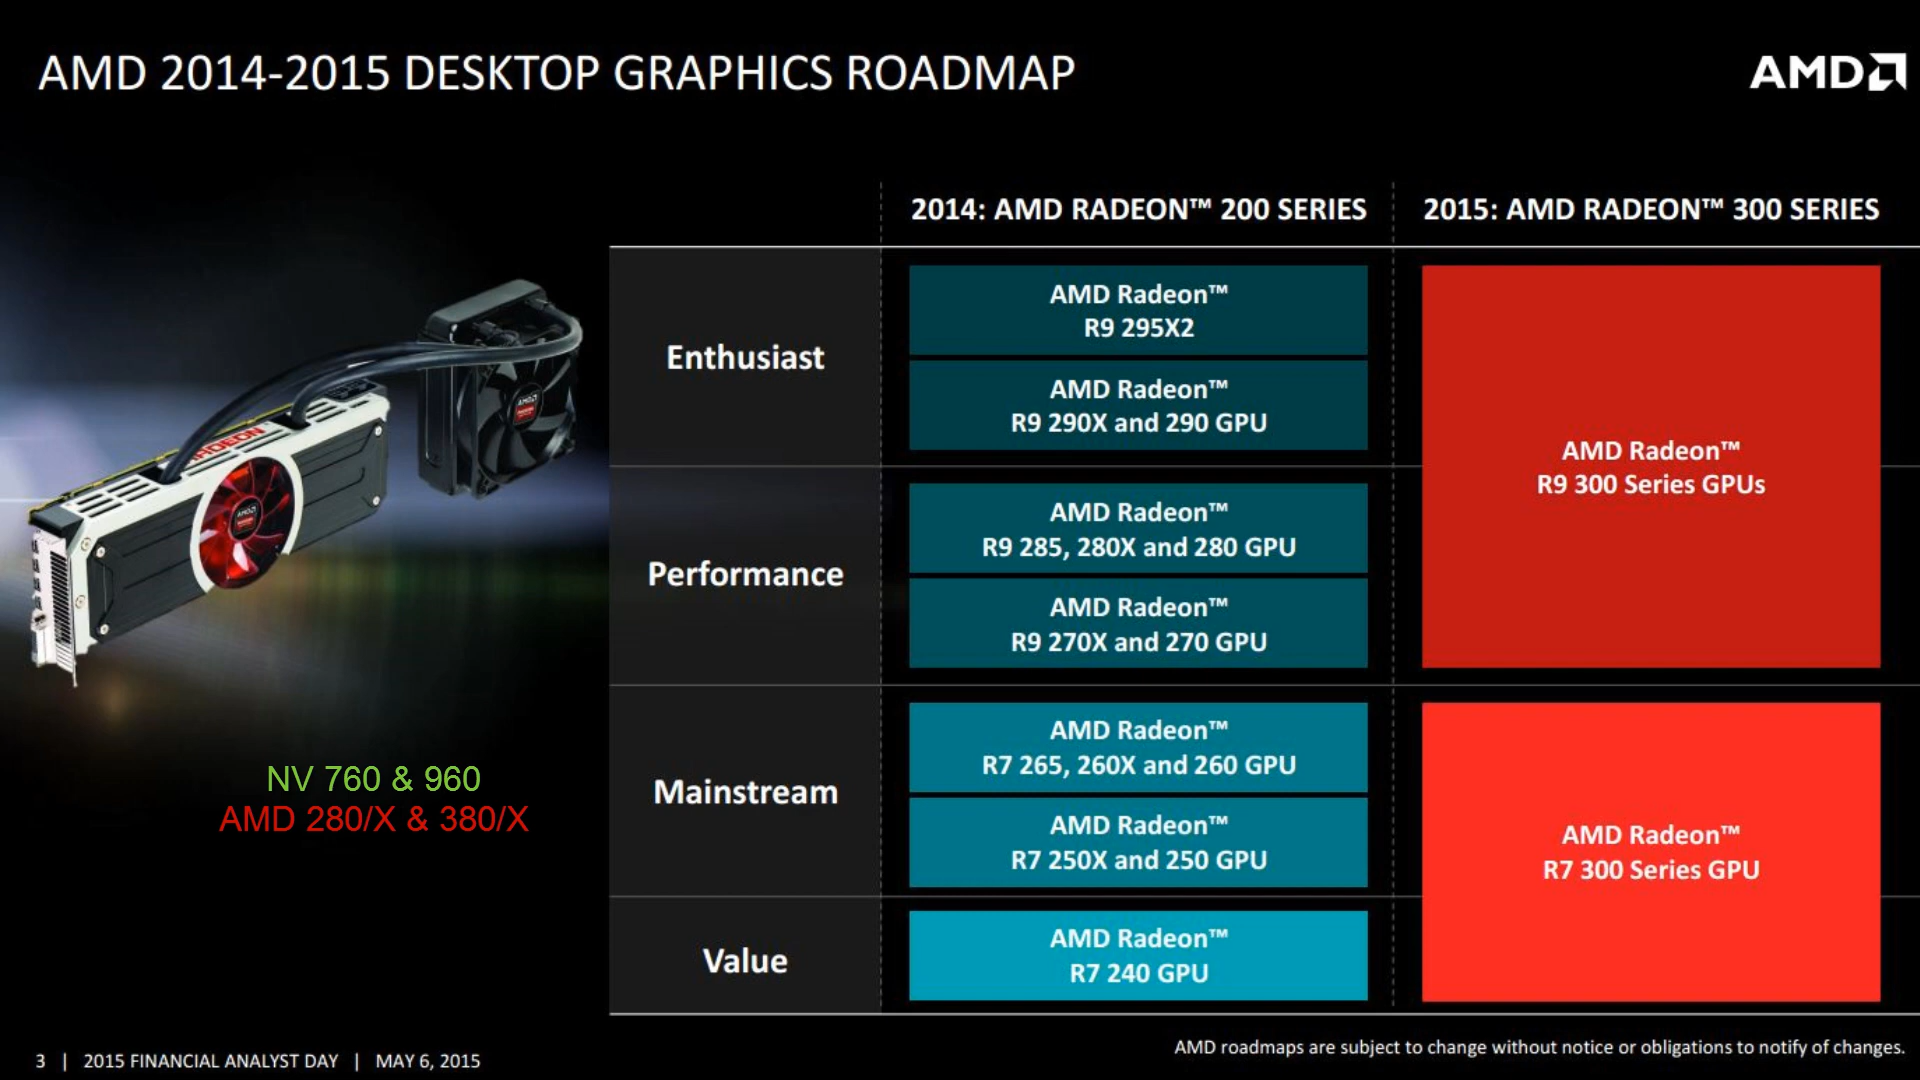 AMD 2014-2015 DESKTOP GRAPHICS ROADMAP
AMD
2014: AMD RADEON™ 200 SERIES
2015: AMD RADEON™ 300 SERIES
Enthusiast
AMD Radeon™
R9 295X2
AMD Radeon™
R9 290X and 290 GPU
AMD Radeon™
R9 300 Series GPUs
Performance
AMD Radeon™
R9 285, 280X and 280 GPU
AMD Radeon™
R9 270X and 270 GPU
Mainstream
AMD Radeon™
R7 265, 260X and 260 GPU
AMD Radeon™
R7 250X and 250 GPU
AMD Radeon™
R7 300 Series GPU
Value
AMD Radeon™
R7 240 GPU
RADEON
AMD
AMD
NV 760 & 960
AMD 280/X & 380/X
3 | 2015 FINANCIAL ANALYST DAY | MAY 6, 2015
AMD roadmaps are subject to change without notice or obligations to notify of changes.